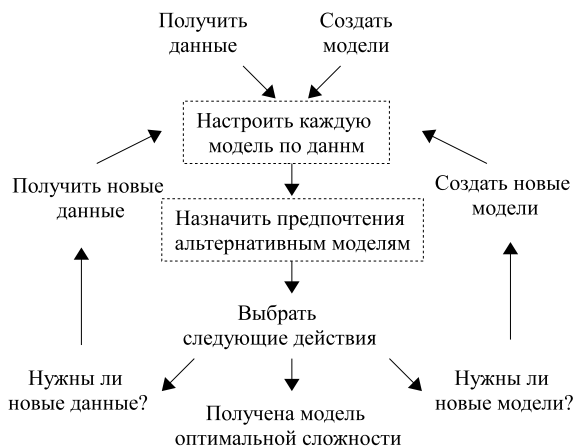 Получить
данные
Создать
модели
Настроить каждую
модель по даннм
Получить новые
данные
Создать новые
модели
Назначить предпочтения
альтернативным моделям
Выбрать
следующие действия
Нужны ли
новые данные?
Нужны ли
новые модели?
Получена модель
оптимальной сложности